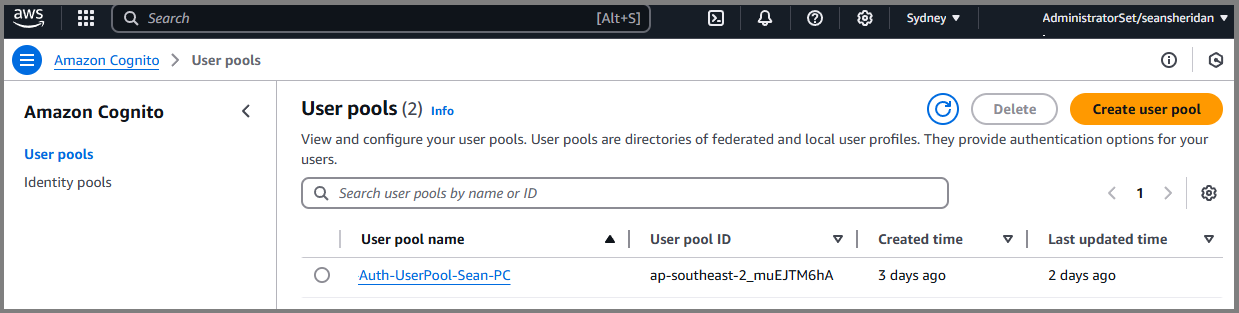 aws Search [Alt+S] Sydney AdministratorSet/seansheridan
Amazon Cognito User pools
Amazon Cognito
User pools
Identity pools
User pools (2) Info Delete Create user pool
View and configure your user pools. User pools are directories of federated and local user profiles. They provide authentication options for your
users.
Search user pools by name or ID 1
User pool name User pool ID Created time Last updated time
Auth-UserPool-Sean-PC ap-southeast-2_muEJTM6hA 3 days ago 2 days ago